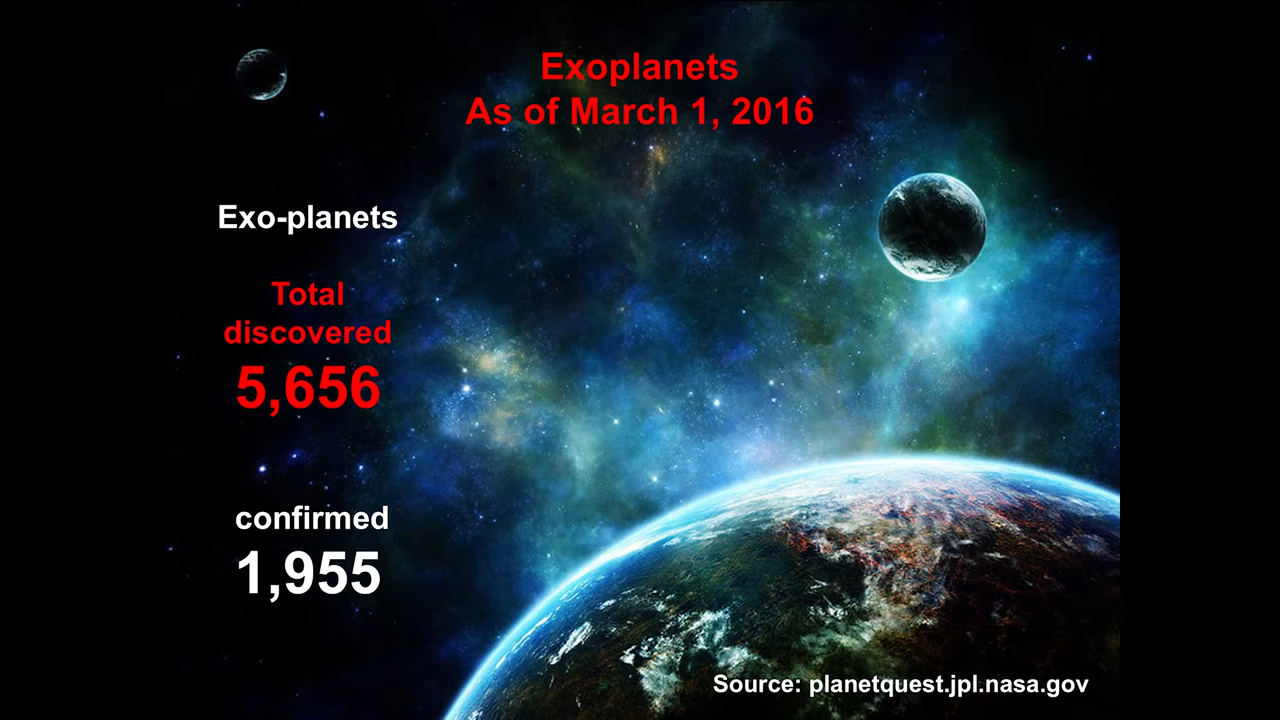 Exoplanets
As of March 1, 2016
Exo-planets
Total
discovered
5,656
confirmed
1,955
Source: planetquest.jpl.nasa.gov